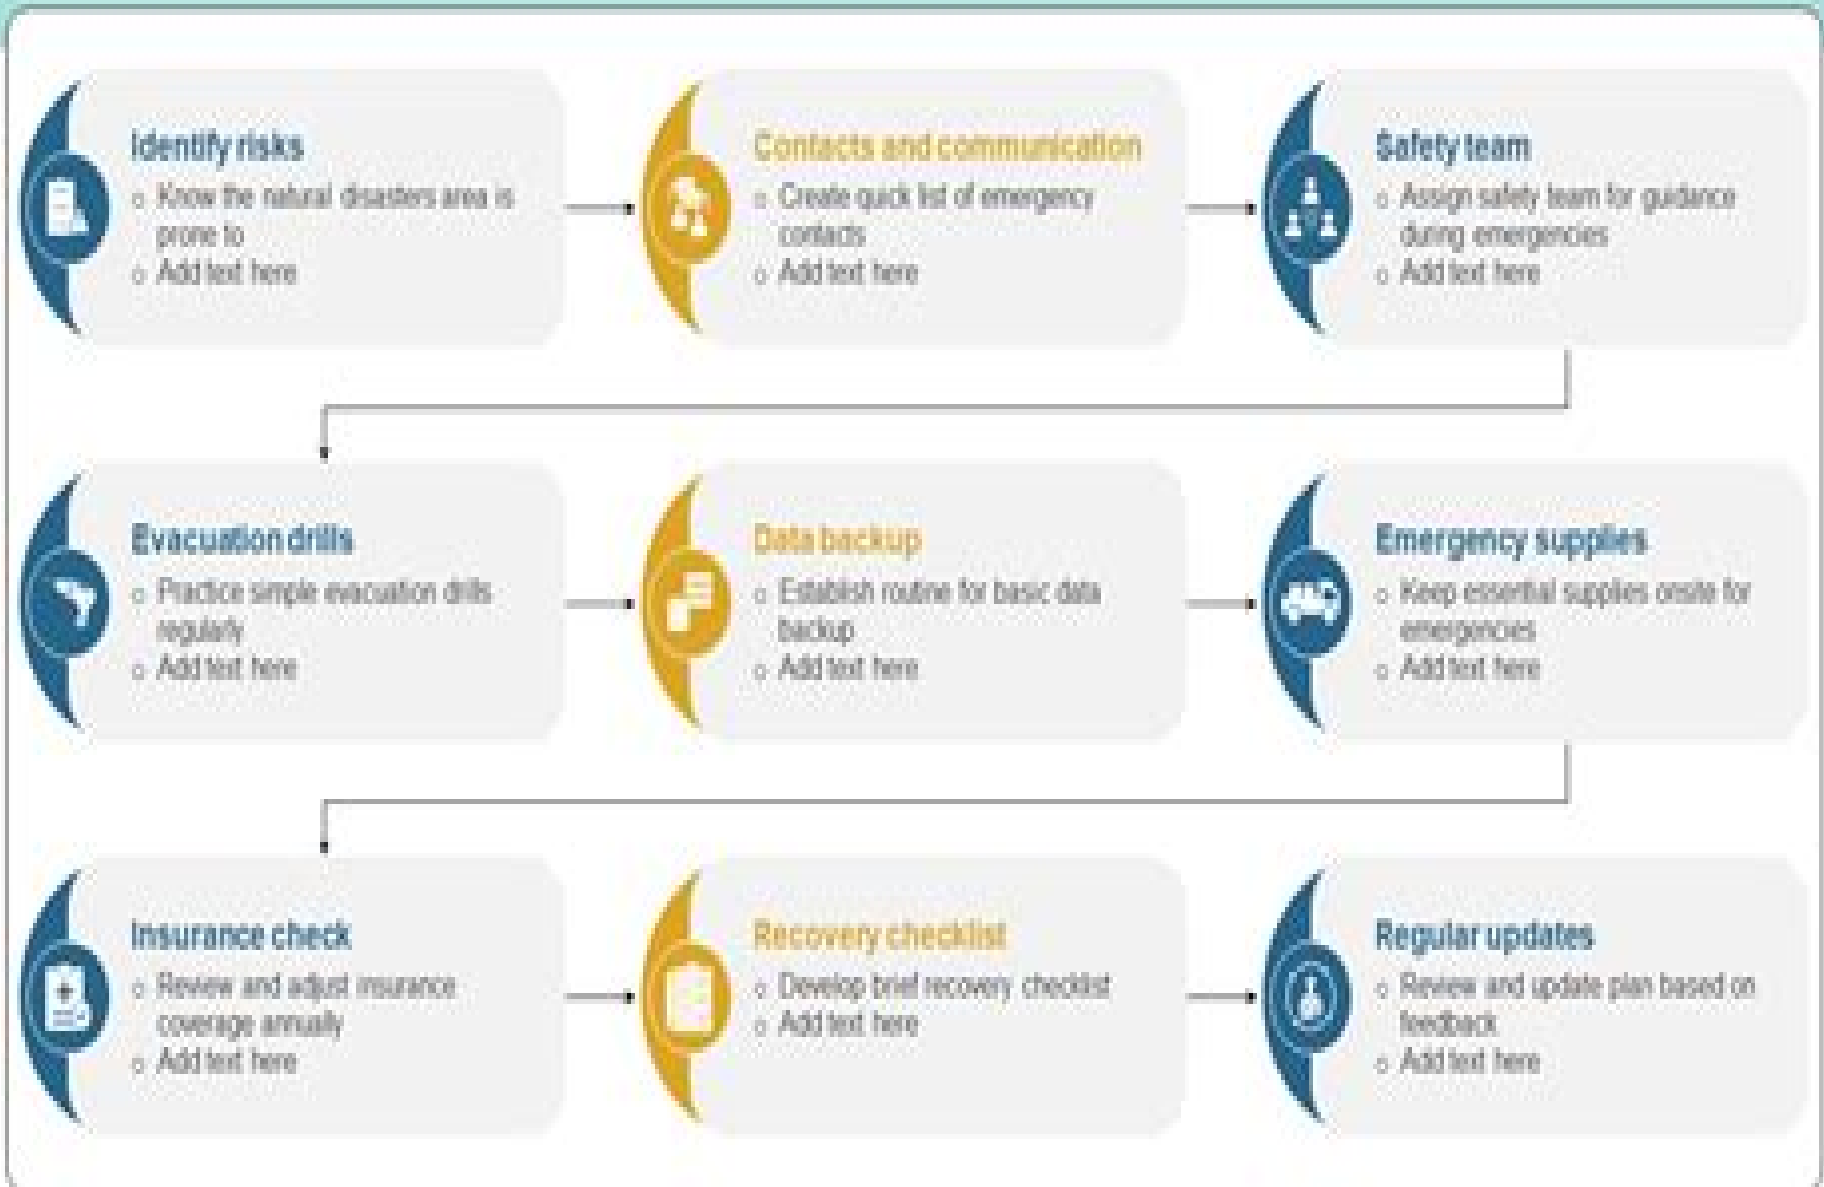 Identify risks
o Know the natural disasters area is
prone to
o Add text here
Contacts and communication
o Create quick list of emergency
contacts
o Add text here
Safety team
o Assign safety team for guidance
during emergencies
o Add text here
Evacuation drills
o Practice simple evacuation drills
regularly
o Add text here
Data backup
o Establish routine for basic data
backup
o Add text here
Emergency supplies
o Keep essential supplies onsite for
emergencies
o Add text here
Insurance check
o Review and adjust insurance
coverage annually
o Add text here
Recovery checklist
o Develop brief recovery checklist
o Add text here
Regular updates
o Review and update plan based on
feedback
o Add text here